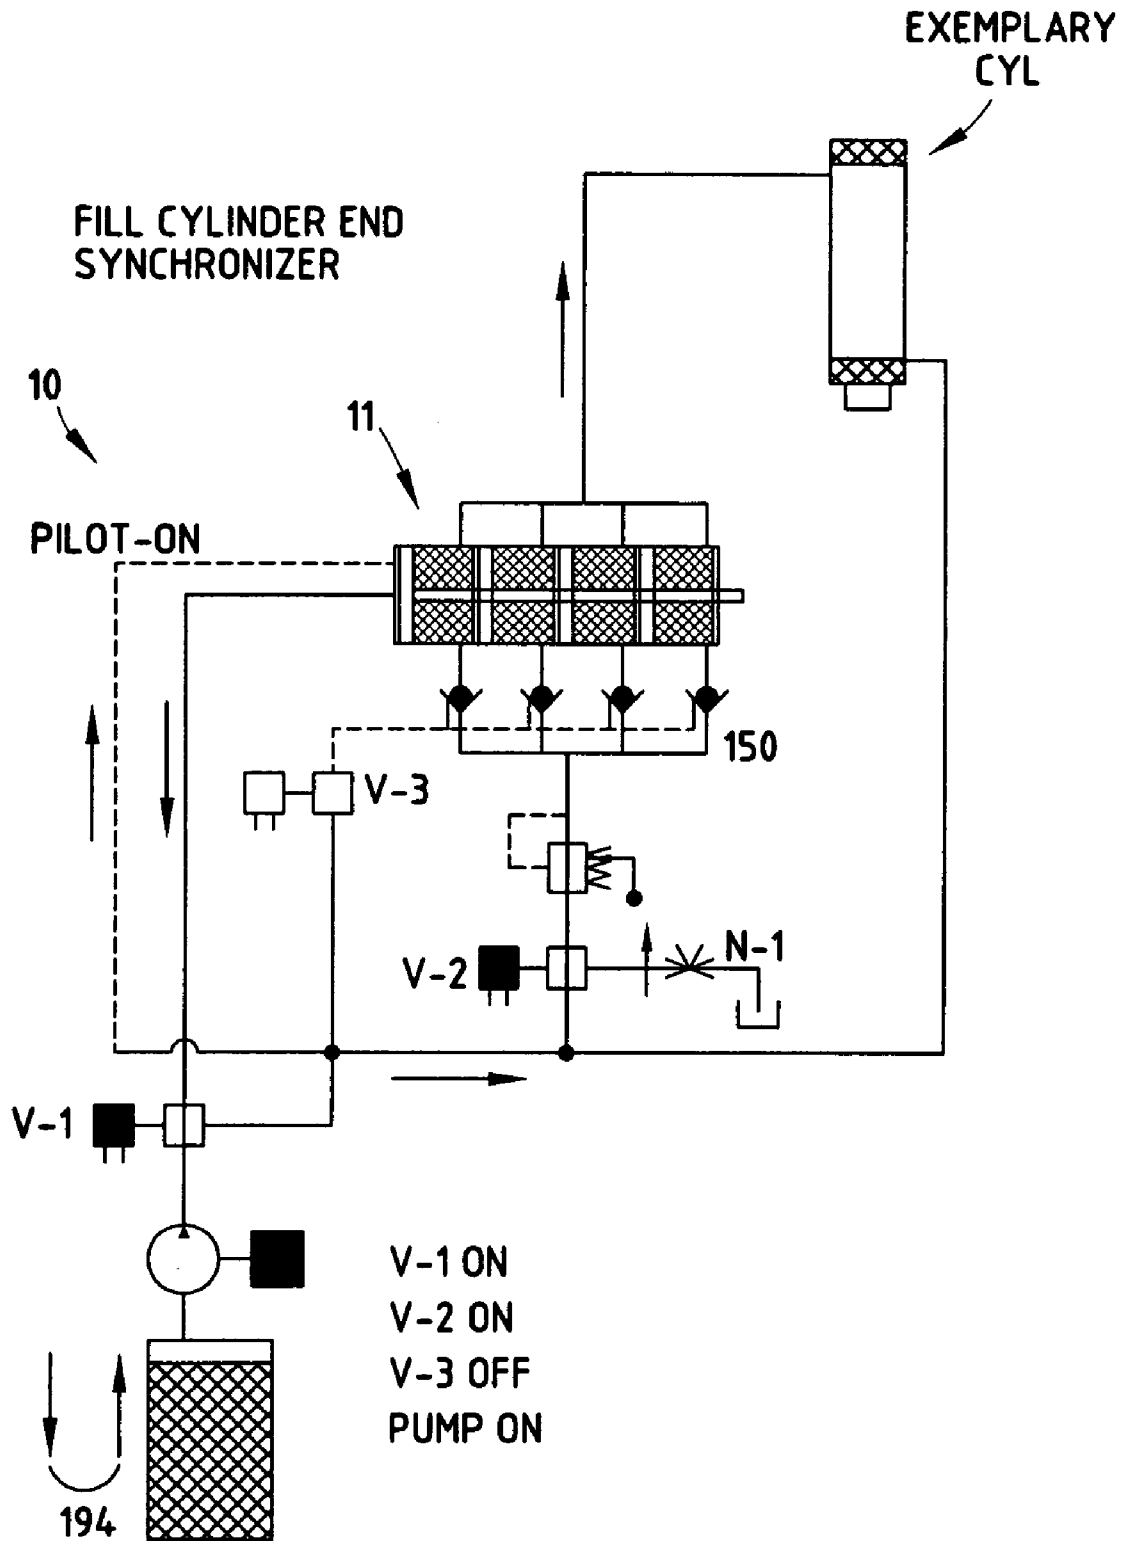 EXEMPLARY
CYL
FILL CYLINDER END
SYNCHRONIZER
10
11
PILOT-ON
150
V-3
V-2
N-1
V-1
V-1 ON
V-2 ON
V-3 OFF
PUMP ON
194